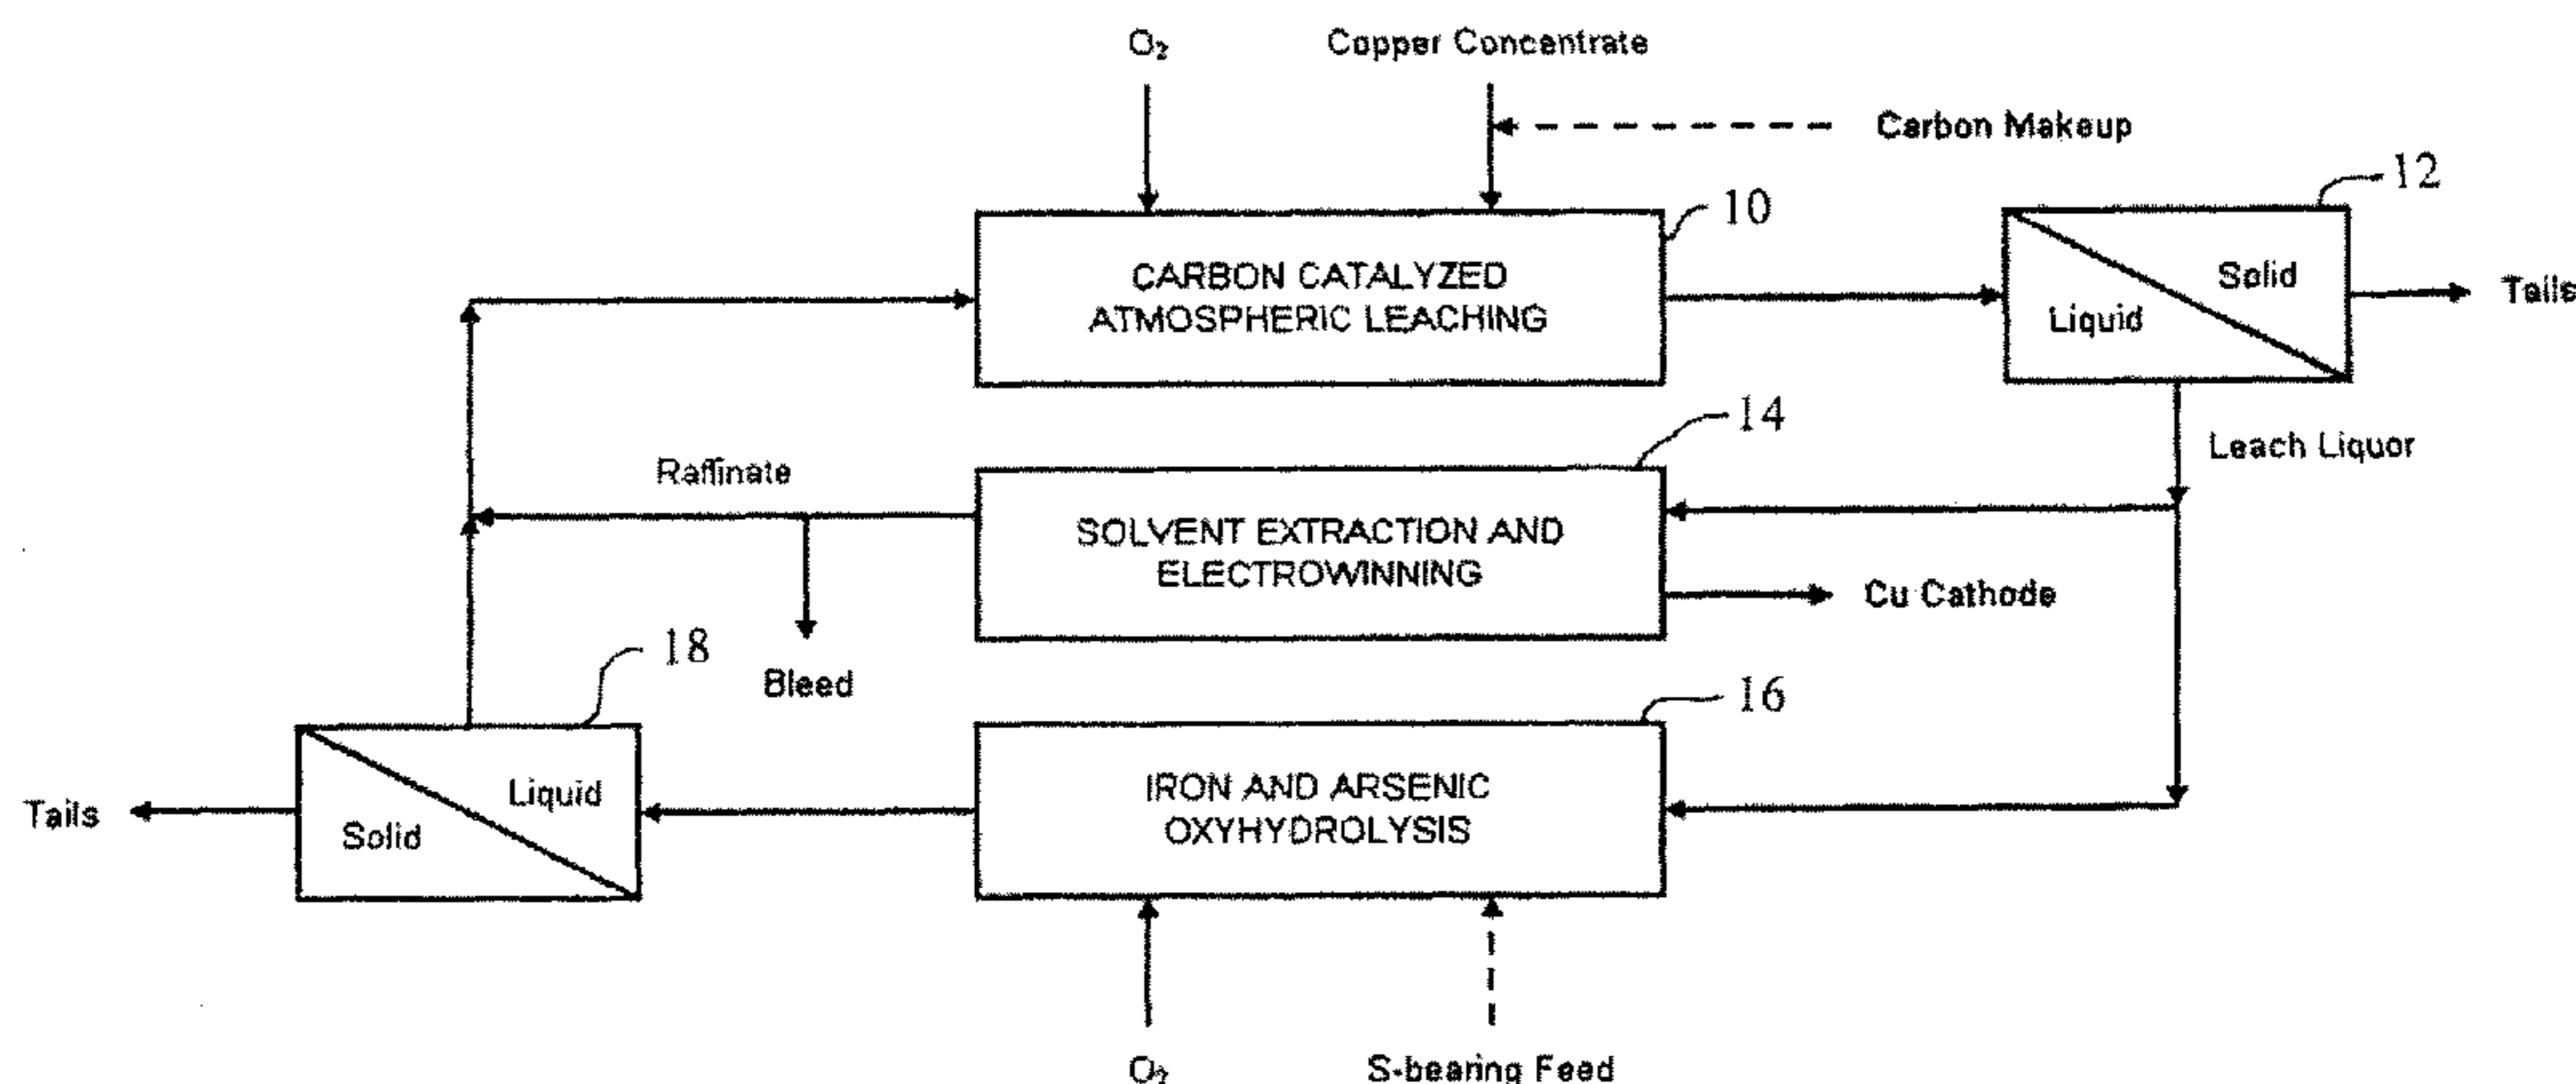 O₂
Copper Concentrate
Carbon Makeup
12
10
CARBON CATALYZED
ATMOSPHERIC LEACHING
Solid
Liquid
Tails
14
Leach Liquor
Raffinate
SOLVENT EXTRACTION AND
ELECTROWINNING
Cu Cathode
18
Bleed
16
IRON AND ARSENIC
OXYHYDROLYSIS
Liquid
Solid
Tails
O₂
S-bearing Feed